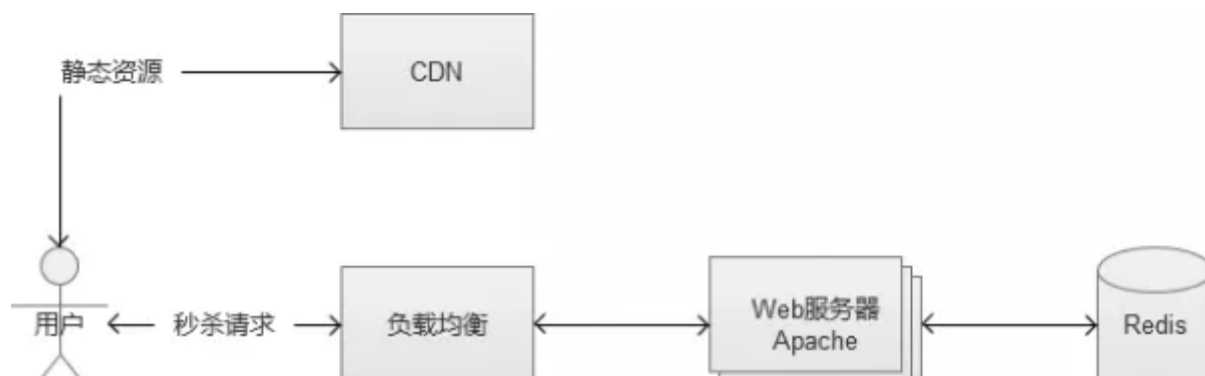 静态资源
CDN
用户
秒杀请求
负载均衡
Web服务器
Apache
Redis